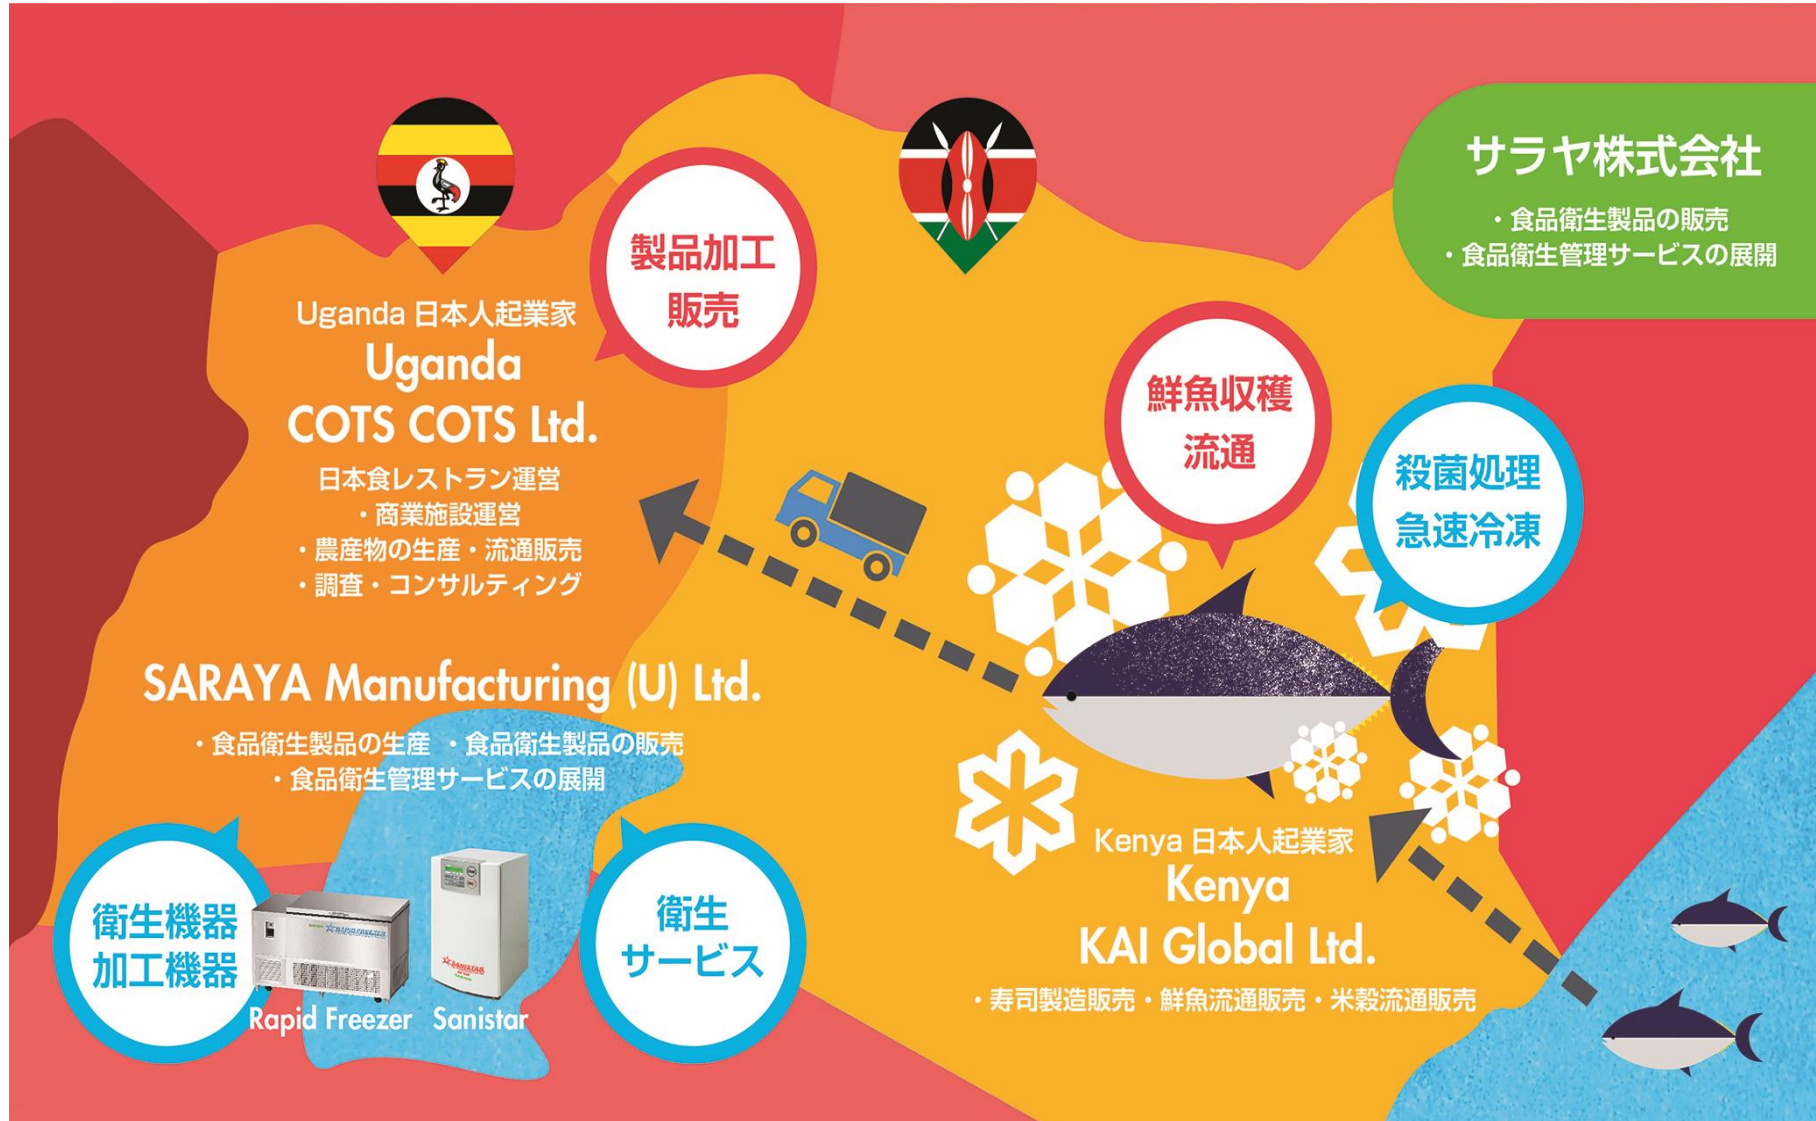 サラヤ株式会社
・食品衛生製品の販売
・食品衛生管理サービスの展開
製品加工
販売
Uganda 日本人起業家
Uganda
COTS COTS Ltd.
日本食レストラン運営
・商業施設運営
・農産物の生産・流通販売
・調査・コンサルティング
鮮魚収穫
流通
殺菌処理
急速冷凍
SARAYA Manufacturing (U) Ltd.
・食品衛生製品の生産 ・食品衛生製品の販売
・食品衛生管理サービスの展開
Kenya 日本人起業家
Kenya
KAI Global Ltd.
・寿司製造販売・鮮魚流通販売・米穀流通販売
衛生機器
加工機器
RAPID FREEZER
SANISTAR
Rapid Freezer Sanistar
衛生
サービス